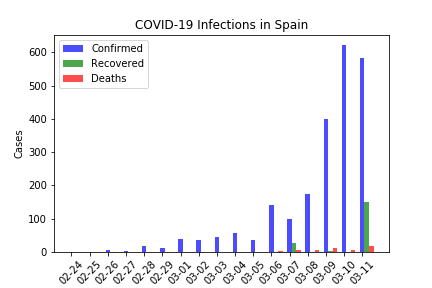 COVID-19 Infections in Spain
Confirmed
Recovered
Deaths
Cases
600
500
400
300
200
100
0
02-24 02-25 02-26 02-27 02-28 02-29 03-01 03-02 03-03 03-04 03-05 03-06 03-07 03-08 03-09 03-10 03-11